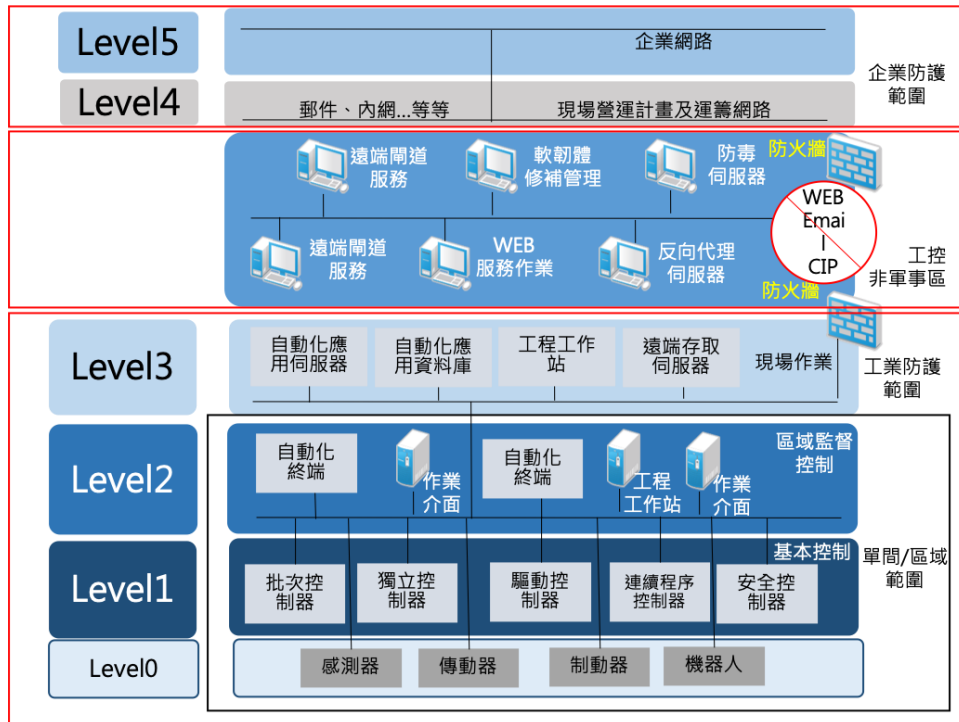 Level5
企業網路
企業防護
範圍
Level4
郵件、內網...等等
現場營運計畫及運籌網路
遠端閘道
服務
軟韌體
修補管理
防毒
伺服器
防火牆
遠端閘道
服務
WEB
服務作業
反向代理
伺服器
WEB
Emai
l
CIP
防火牆
工控
非軍事區
Level3
自動化應
用伺服器
自動化應
用資料庫
工程工作
站
遠端存取
伺服器
現場作業
工業防護
範圍
Level2
自動化
終端
作業
介面
自動化
終端
工程
工作站
作業
介面
區域監督
控制
Level1
基本控制
批次控
制器
獨立控
制器
驅動控
制器
連續程序
控制器
安全控
制器
單間/區域
範圍
Level0
感測器
傳動器
制動器
機器人